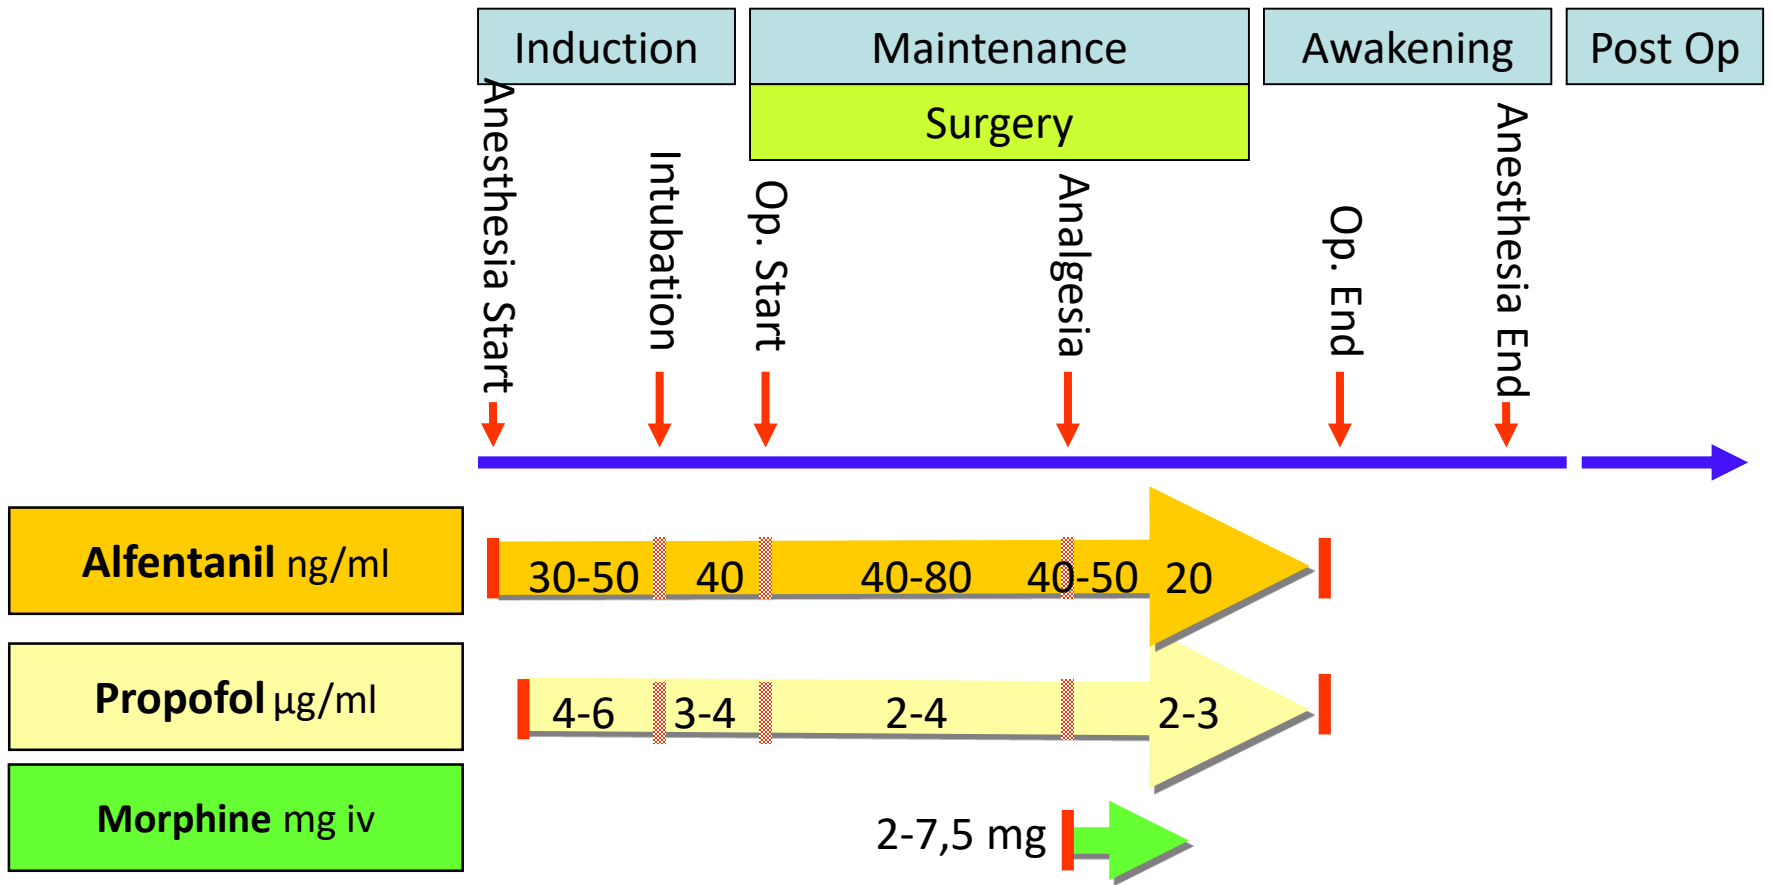 Induction
Maintenance
Awakening
Post Op
Surgery
Anesthesia Start
Intubation
Op. Start
Analgesia
Op. End
Anesthesia End
Alfentanil ng/ml
30-50
40
40-80
40-50
20
Propofol µg/ml
4-6
3-4
2-4
2-3
Morphine mg iv
2-7,5 mg